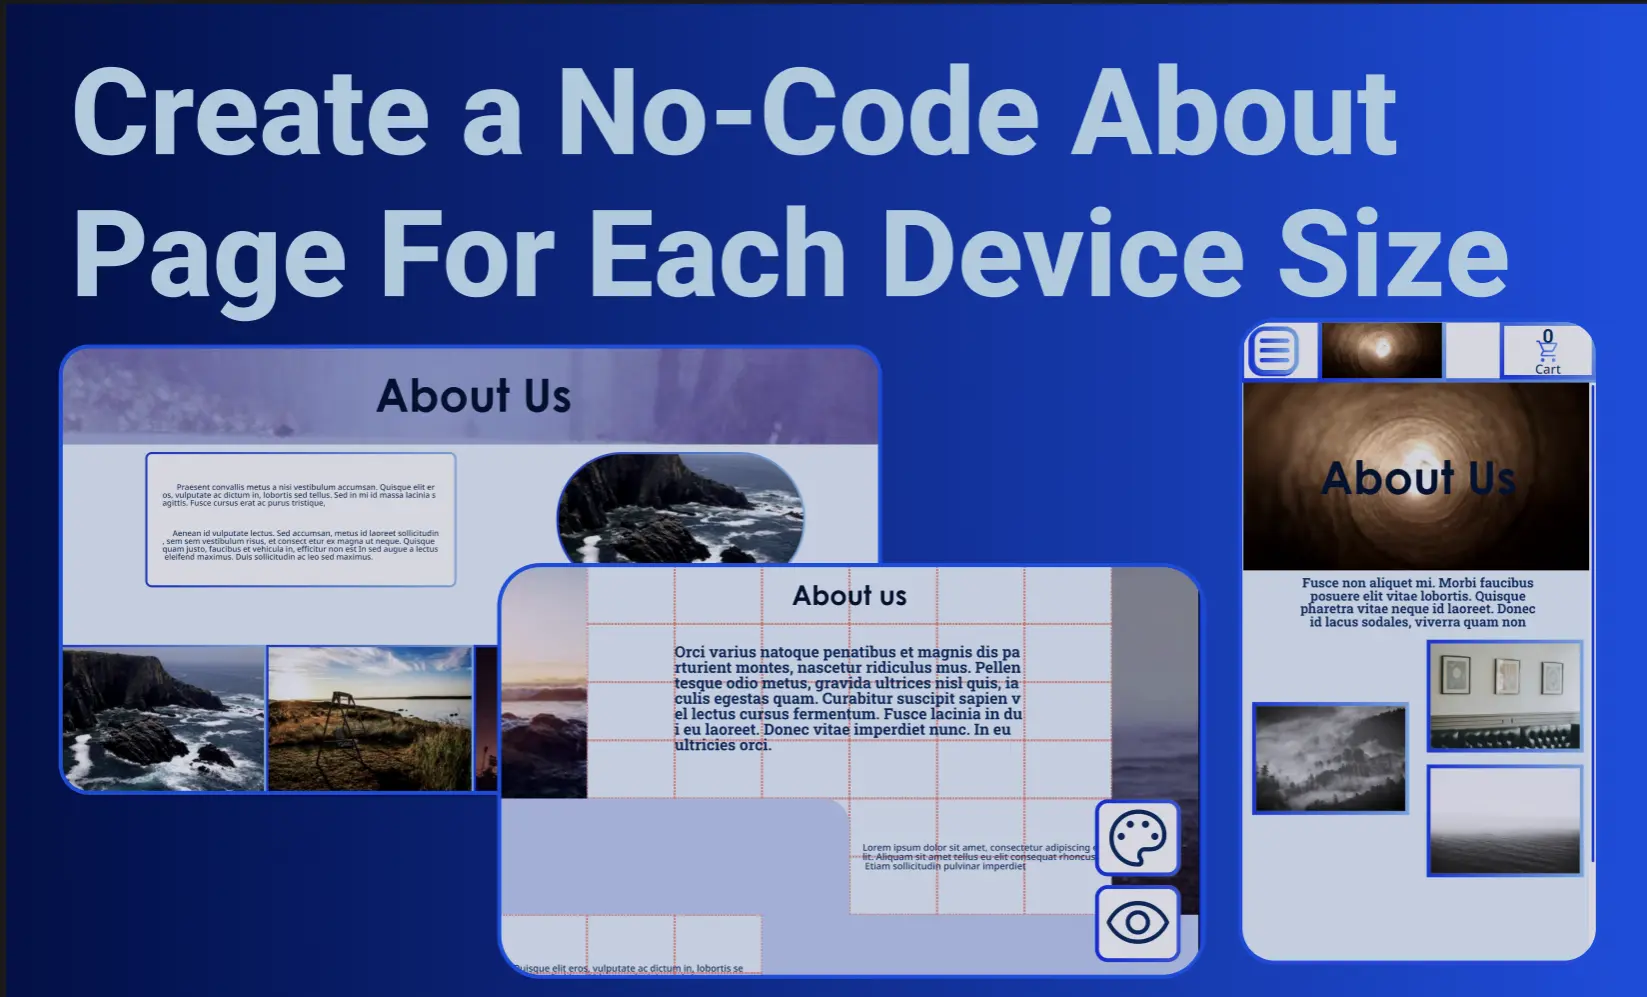 Create a No-Code About
Page For Each Device Size
About Us
Praesent convallis metus a nisi vestibulum accumsan. Quisque elit er
os, vulputate ac dictum in, lobortis sed tellus. Sed in mi id massa lacinia s
agittis. Fusce cursus erat ac purus tristique,
Aenean id vulputate lectus. Sed accumsan, metus id laoreet sollicitudin
, sem sem vestibulum risus, et consect etur ex magna ut neque. Quisque
quam justo, faucibus et vehicula in, efficitur non est In sed augue a lectus
eleifend maximus. Duis sollicitudin ac leo sed maximus.
About us
Orci varius natoque penatibus et magnis dis pa
rturient montes, nascetur ridiculus mus. Pellen
tesque odio metus, gravida ultrices nisl quis, ia
culis egestas quam. Curabitur suscipit sapien v
el lectus cursus fermentum. Fusce lacinia in du
i eu laoreet. Donec vitae imperdiet nunc. In eu
ultricies orci.
Lorem ipsum dolor sit amet, consectetur adipiscing
lit. Aliquam sit amet tellus eu elit consequat rhoncus
Etiam sollicitudin pulvinar imperdiet
Quisque elit eros, vulputate ac dictum in, lobortis se
0
Cart
About Us
Fusce non aliquet mi. Morbi faucibus
posuere elit vitae lobortis. Quisque
pharetra vitae neque id laoreet. Donec
id lacus sodales, viverra quam non